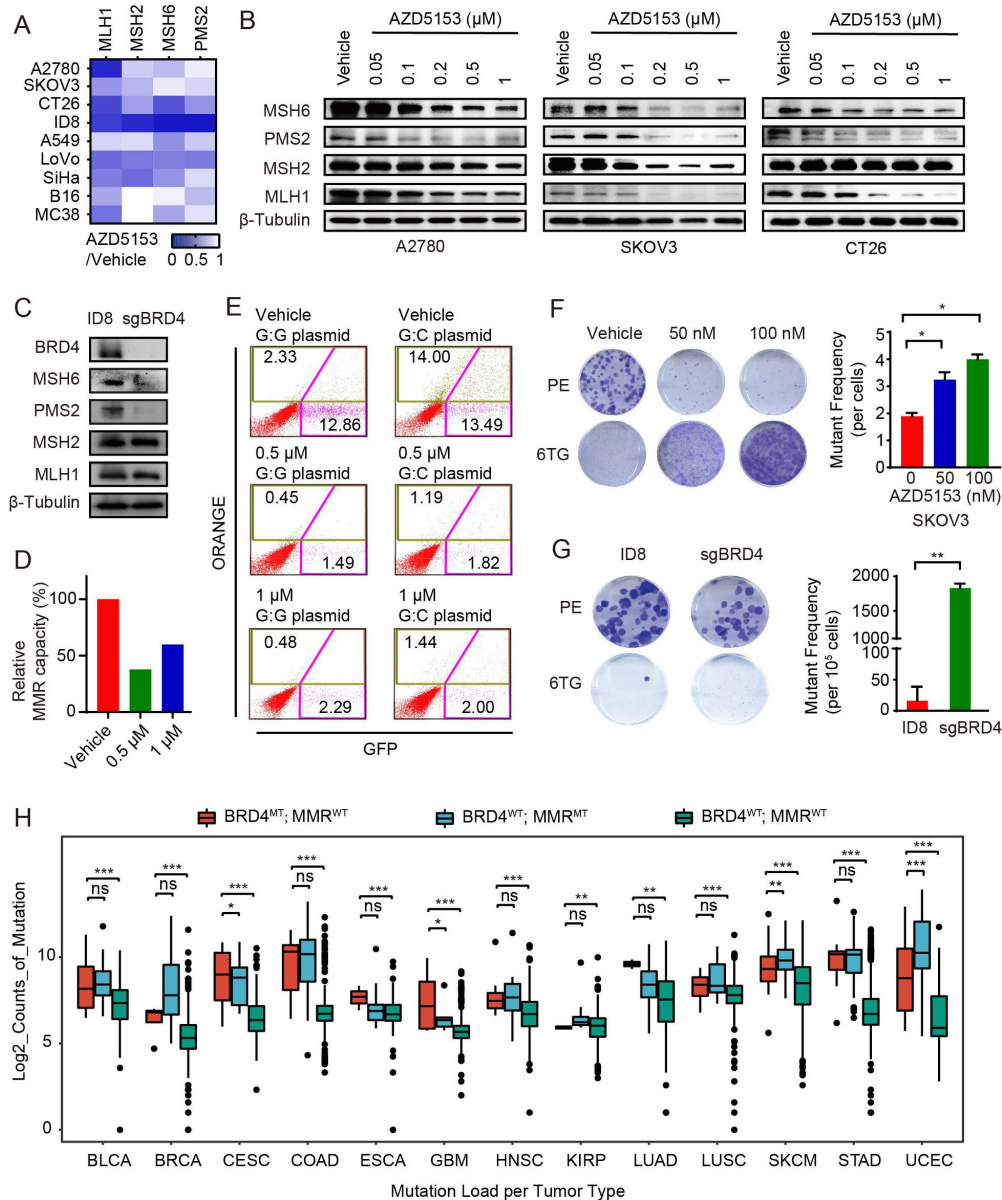 A
MLH1
MSH2
MSH6
PMS2
A2780
SKOV3
CT26
ID8
A549
LoVo
SiHa
B16
MC38
AZD5153
/Vehicle
0 0.5 1
B
AZD5153 (μM) AZD5153 (μM) AZD5153 (μM)
Vehicle 0.05 0.1 0.2 0.5 1 Vehicle 0.05 0.1 0.2 0.5 1 Vehicle 0.05 0.1 0.2 0.5 1
MSH6
PMS2
MSH2
MLH1
β-Tubulin
A2780 SKOV3 CT26
C
ID8 sgBRD4
BRD4
MSH6
PMS2
MSH2
MLH1
β-Tubulin
D
Relative
MMR capacity (%)
100
50
0
Vehicle
0.5 μM
1 μM
E
Vehicle Vehicle
G:G plasmid G:C plasmid
2.33 14.00
12.86 13.49
0.5 μM 0.5 μM
G:G plasmid G:C plasmid
0.45 1.19
1.49 1.82
1 μM 1 μM
G:G plasmid G:C plasmid
0.48 1.44
2.29 2.00
ORANGE
GFP
F
Vehicle 50 nM 100 nM
PE
6TG
Mutant Frequency
(per cells)
6
4
2
0
*
*
0 50 100
AZD5153 (nM)
SKOV3
G
ID8 sgBRD4
PE
6TG
Mutant Frequency
(per 10⁵ cells)
2000
1500
1000
50
0
**
ID8 sgBRD4
H
BRD4ᴹᵀ; MMRᵂᵀ BRD4ᵂᵀ; MMRᴹᵀ BRD4ᵂᵀ; MMRᵂᵀ
Log2_Counts_of_Mutation
10
5
0
*** *** *** *** *** *** *** ** ** *** *** *** ***
ns ns * ns ns * ns ns ns ns ** ns ***
BLCA BRCA CESC COAD ESCA GBM HNSC KIRP LUAD LUSC SKCM STAD UCEC
Mutation Load per Tumor Type